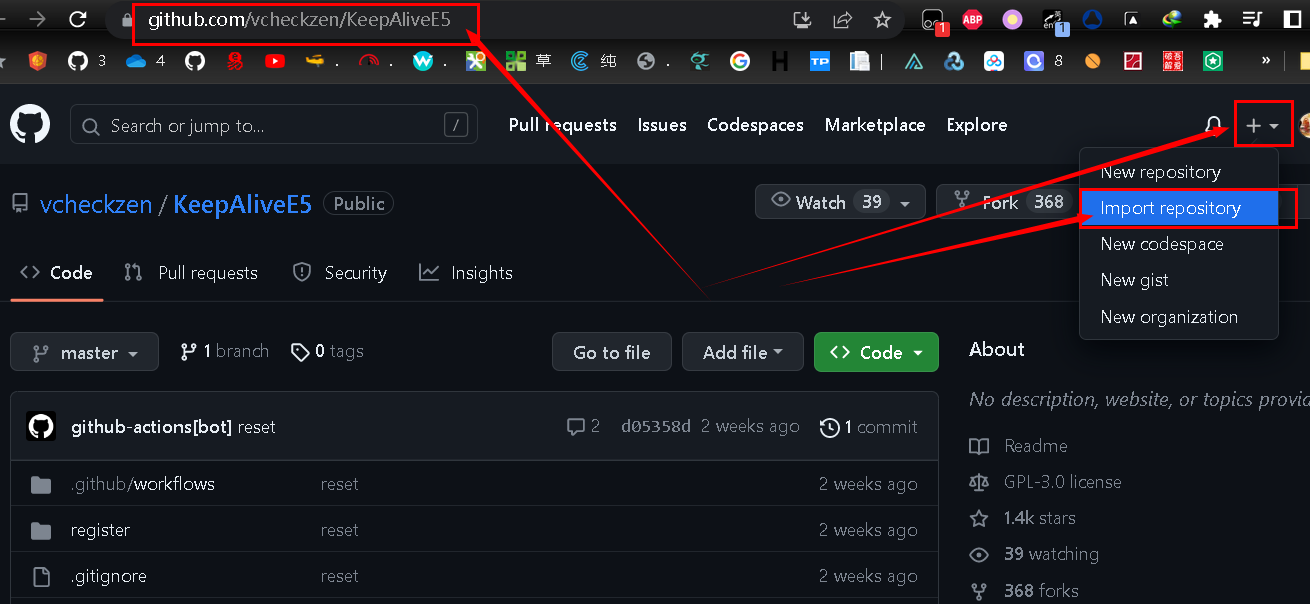 github.com/vcheckzen/KeepAliveE5
1
ABP
1
3
4
.
.
.
草
纯
.
H
TP
8
»
Search or jump to...
/
Pull requests
Issues
Codespaces
Marketplace
Explore
New repository
Import repository
New codespace
New gist
New organization
vcheckzen / KeepAliveE5
Public
Watch 39
Fork 368
Code
Pull requests
Security
Insights
master
1 branch
0 tags
Go to file
Add file
Code
About
No description, website, or topics provi
github-actions[bot] reset
2
d05358d 2 weeks ago
1 commit
.github/workflows
reset
2 weeks ago
register
reset
2 weeks ago
.gitignore
reset
2 weeks ago
Readme
GPL-3.0 license
1.4k stars
39 watching
368 forks